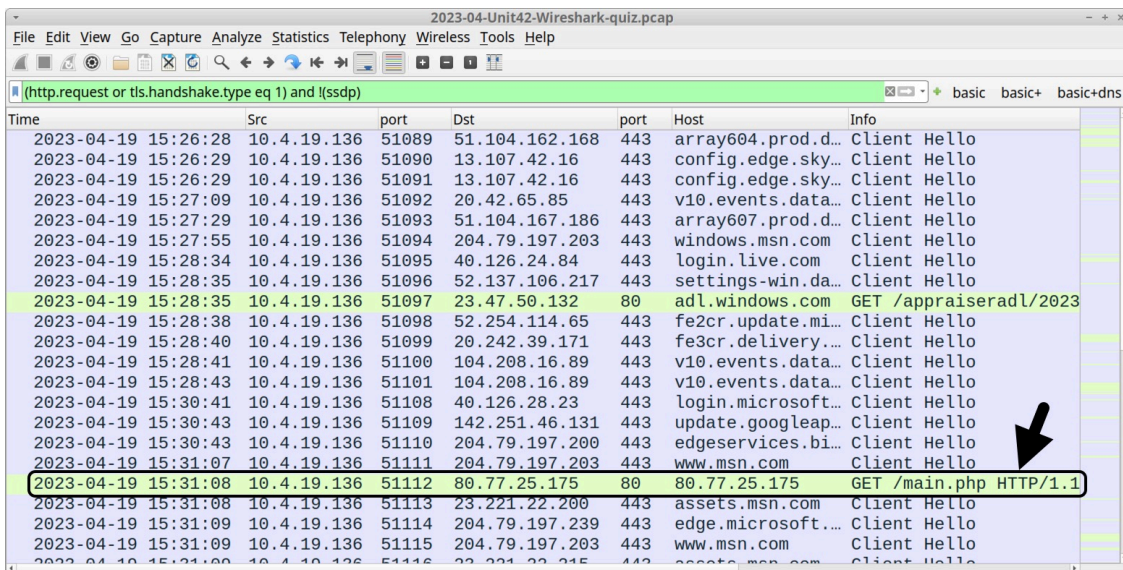 2023-04-Unit42-Wireshark-quiz.pcap
File Edit View Go Capture Analyze Statistics Telephony Wireless Tools Help
(http.request or tls.handshake.type eq 1) and !(ssdp) basic basic+ basic+dns
Time Src port Dst port Host Info
2023-04-19 15:26:28 10.4.19.136 51089 51.104.162.168 443 array604.prod.d… Client Hello
2023-04-19 15:26:29 10.4.19.136 51090 13.107.42.16 443 config.edge.sky… Client Hello
2023-04-19 15:26:29 10.4.19.136 51091 13.107.42.16 443 config.edge.sky… Client Hello
2023-04-19 15:27:09 10.4.19.136 51092 20.42.65.85 443 v10.events.data… Client Hello
2023-04-19 15:27:29 10.4.19.136 51093 51.104.167.186 443 array607.prod.d… Client Hello
2023-04-19 15:27:55 10.4.19.136 51094 204.79.197.203 443 windows.msn.com Client Hello
2023-04-19 15:28:34 10.4.19.136 51095 40.126.24.84 443 login.live.com Client Hello
2023-04-19 15:28:35 10.4.19.136 51096 52.137.106.217 443 settings-win.da… Client Hello
2023-04-19 15:28:35 10.4.19.136 51097 23.47.50.132 80 adl.windows.com GET /appraiseradl/2023
2023-04-19 15:28:38 10.4.19.136 51098 52.254.114.65 443 fe2cr.update.mi… Client Hello
2023-04-19 15:28:40 10.4.19.136 51099 20.242.39.171 443 fe3cr.delivery.… Client Hello
2023-04-19 15:28:41 10.4.19.136 51100 104.208.16.89 443 v10.events.data… Client Hello
2023-04-19 15:28:43 10.4.19.136 51101 104.208.16.89 443 v10.events.data… Client Hello
2023-04-19 15:30:41 10.4.19.136 51108 40.126.28.23 443 login.microsoft… Client Hello
2023-04-19 15:30:43 10.4.19.136 51109 142.251.46.131 443 update.googleap… Client Hello
2023-04-19 15:30:43 10.4.19.136 51110 204.79.197.200 443 edgeservices.bi… Client Hello
2023-04-19 15:31:07 10.4.19.136 51111 204.79.197.203 443 www.msn.com Client Hello
2023-04-19 15:31:08 10.4.19.136 51112 80.77.25.175 80 80.77.25.175 GET /main.php HTTP/1.1
2023-04-19 15:31:08 10.4.19.136 51113 23.221.22.200 443 assets.msn.com Client Hello
2023-04-19 15:31:09 10.4.19.136 51114 204.79.197.239 443 edge.microsoft.… Client Hello
2023-04-19 15:31:09 10.4.19.136 51115 204.79.197.203 443 www.msn.com Client Hello
2023-04-19 15:31:09 10.4.19.136 51116 23.221.22.215 443 assets.msn.com Client Hello